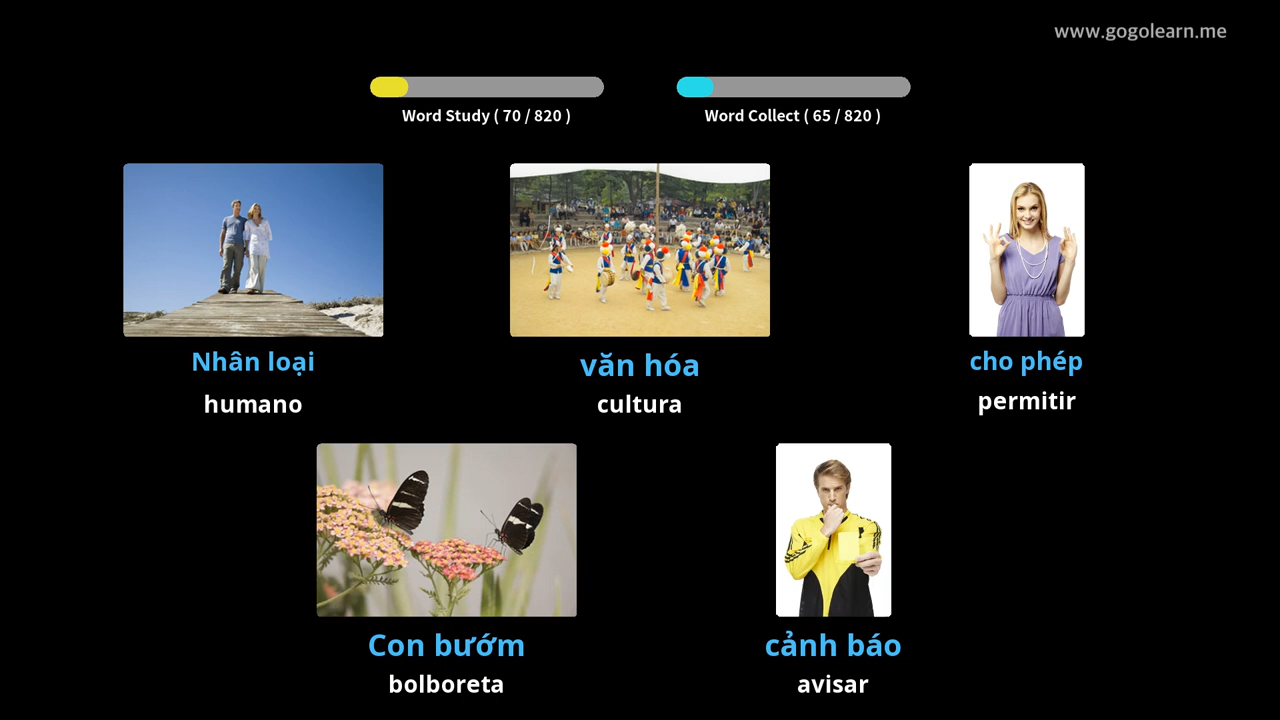 www.gogolearn.me
Word Study ( 70 / 820 )
Word Collect ( 65 / 820 )
Nhân loại
humano
văn hóa
cultura
cho phép
permitir
Con bướm
bolboreta
cảnh báo
avisar